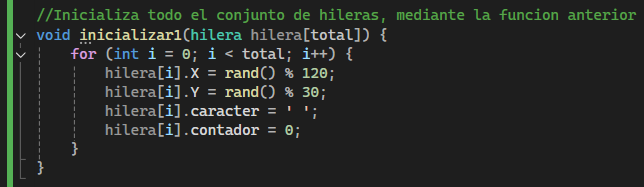 //Inicializa todo el conjunto de hileras, mediante la funcion anterior
void inicializar1(hilera hilera[total]) {
    for (int i = 0; i < total; i++) {
        hilera[i].X = rand() % 120;
        hilera[i].Y = rand() % 30;
        hilera[i].caracter = ' ';
        hilera[i].contador = 0;
    }
}